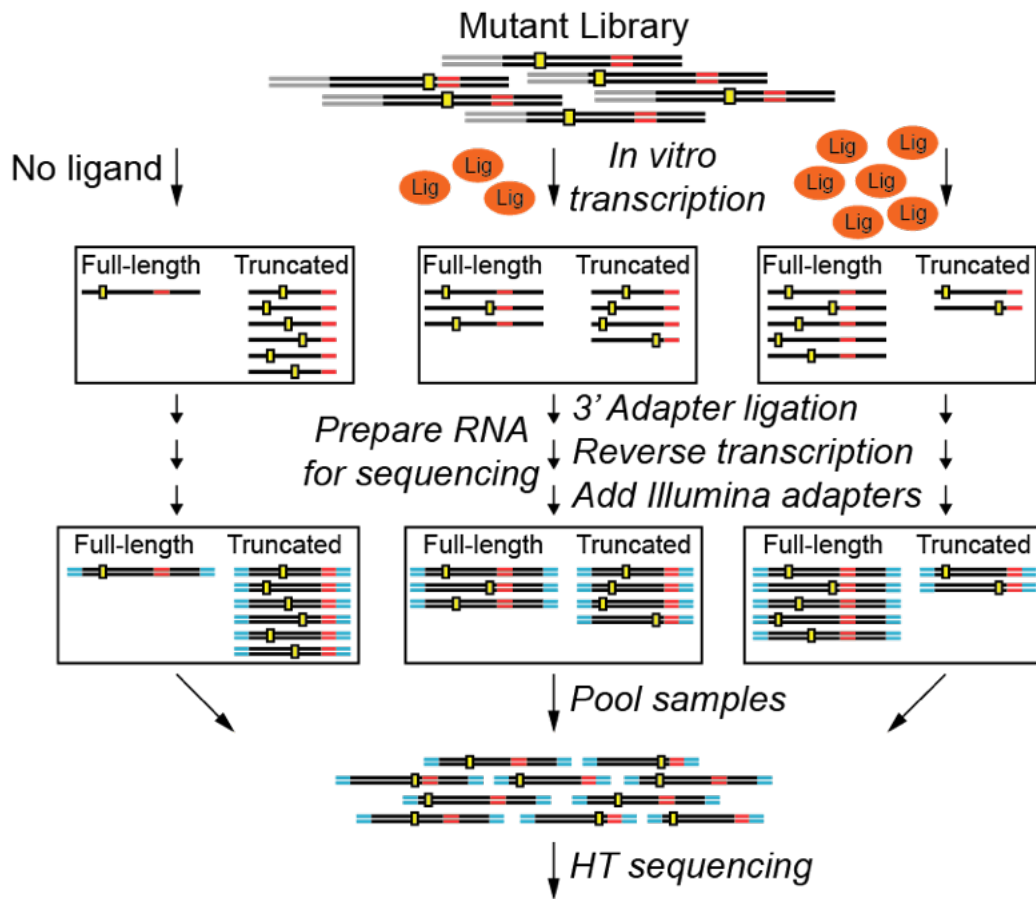 Mutant Library
No ligand
Lig
Lig
Lig
In vitro
transcription
Lig
Lig
Lig
Lig
Lig
Lig
Full-length Truncated
Full-length Truncated
Full-length Truncated
Prepare RNA
for sequencing
3' Adapter ligation
Reverse transcription
Add Illumina adapters
Full-length Truncated
Full-length Truncated
Full-length Truncated
Pool samples
HT sequencing